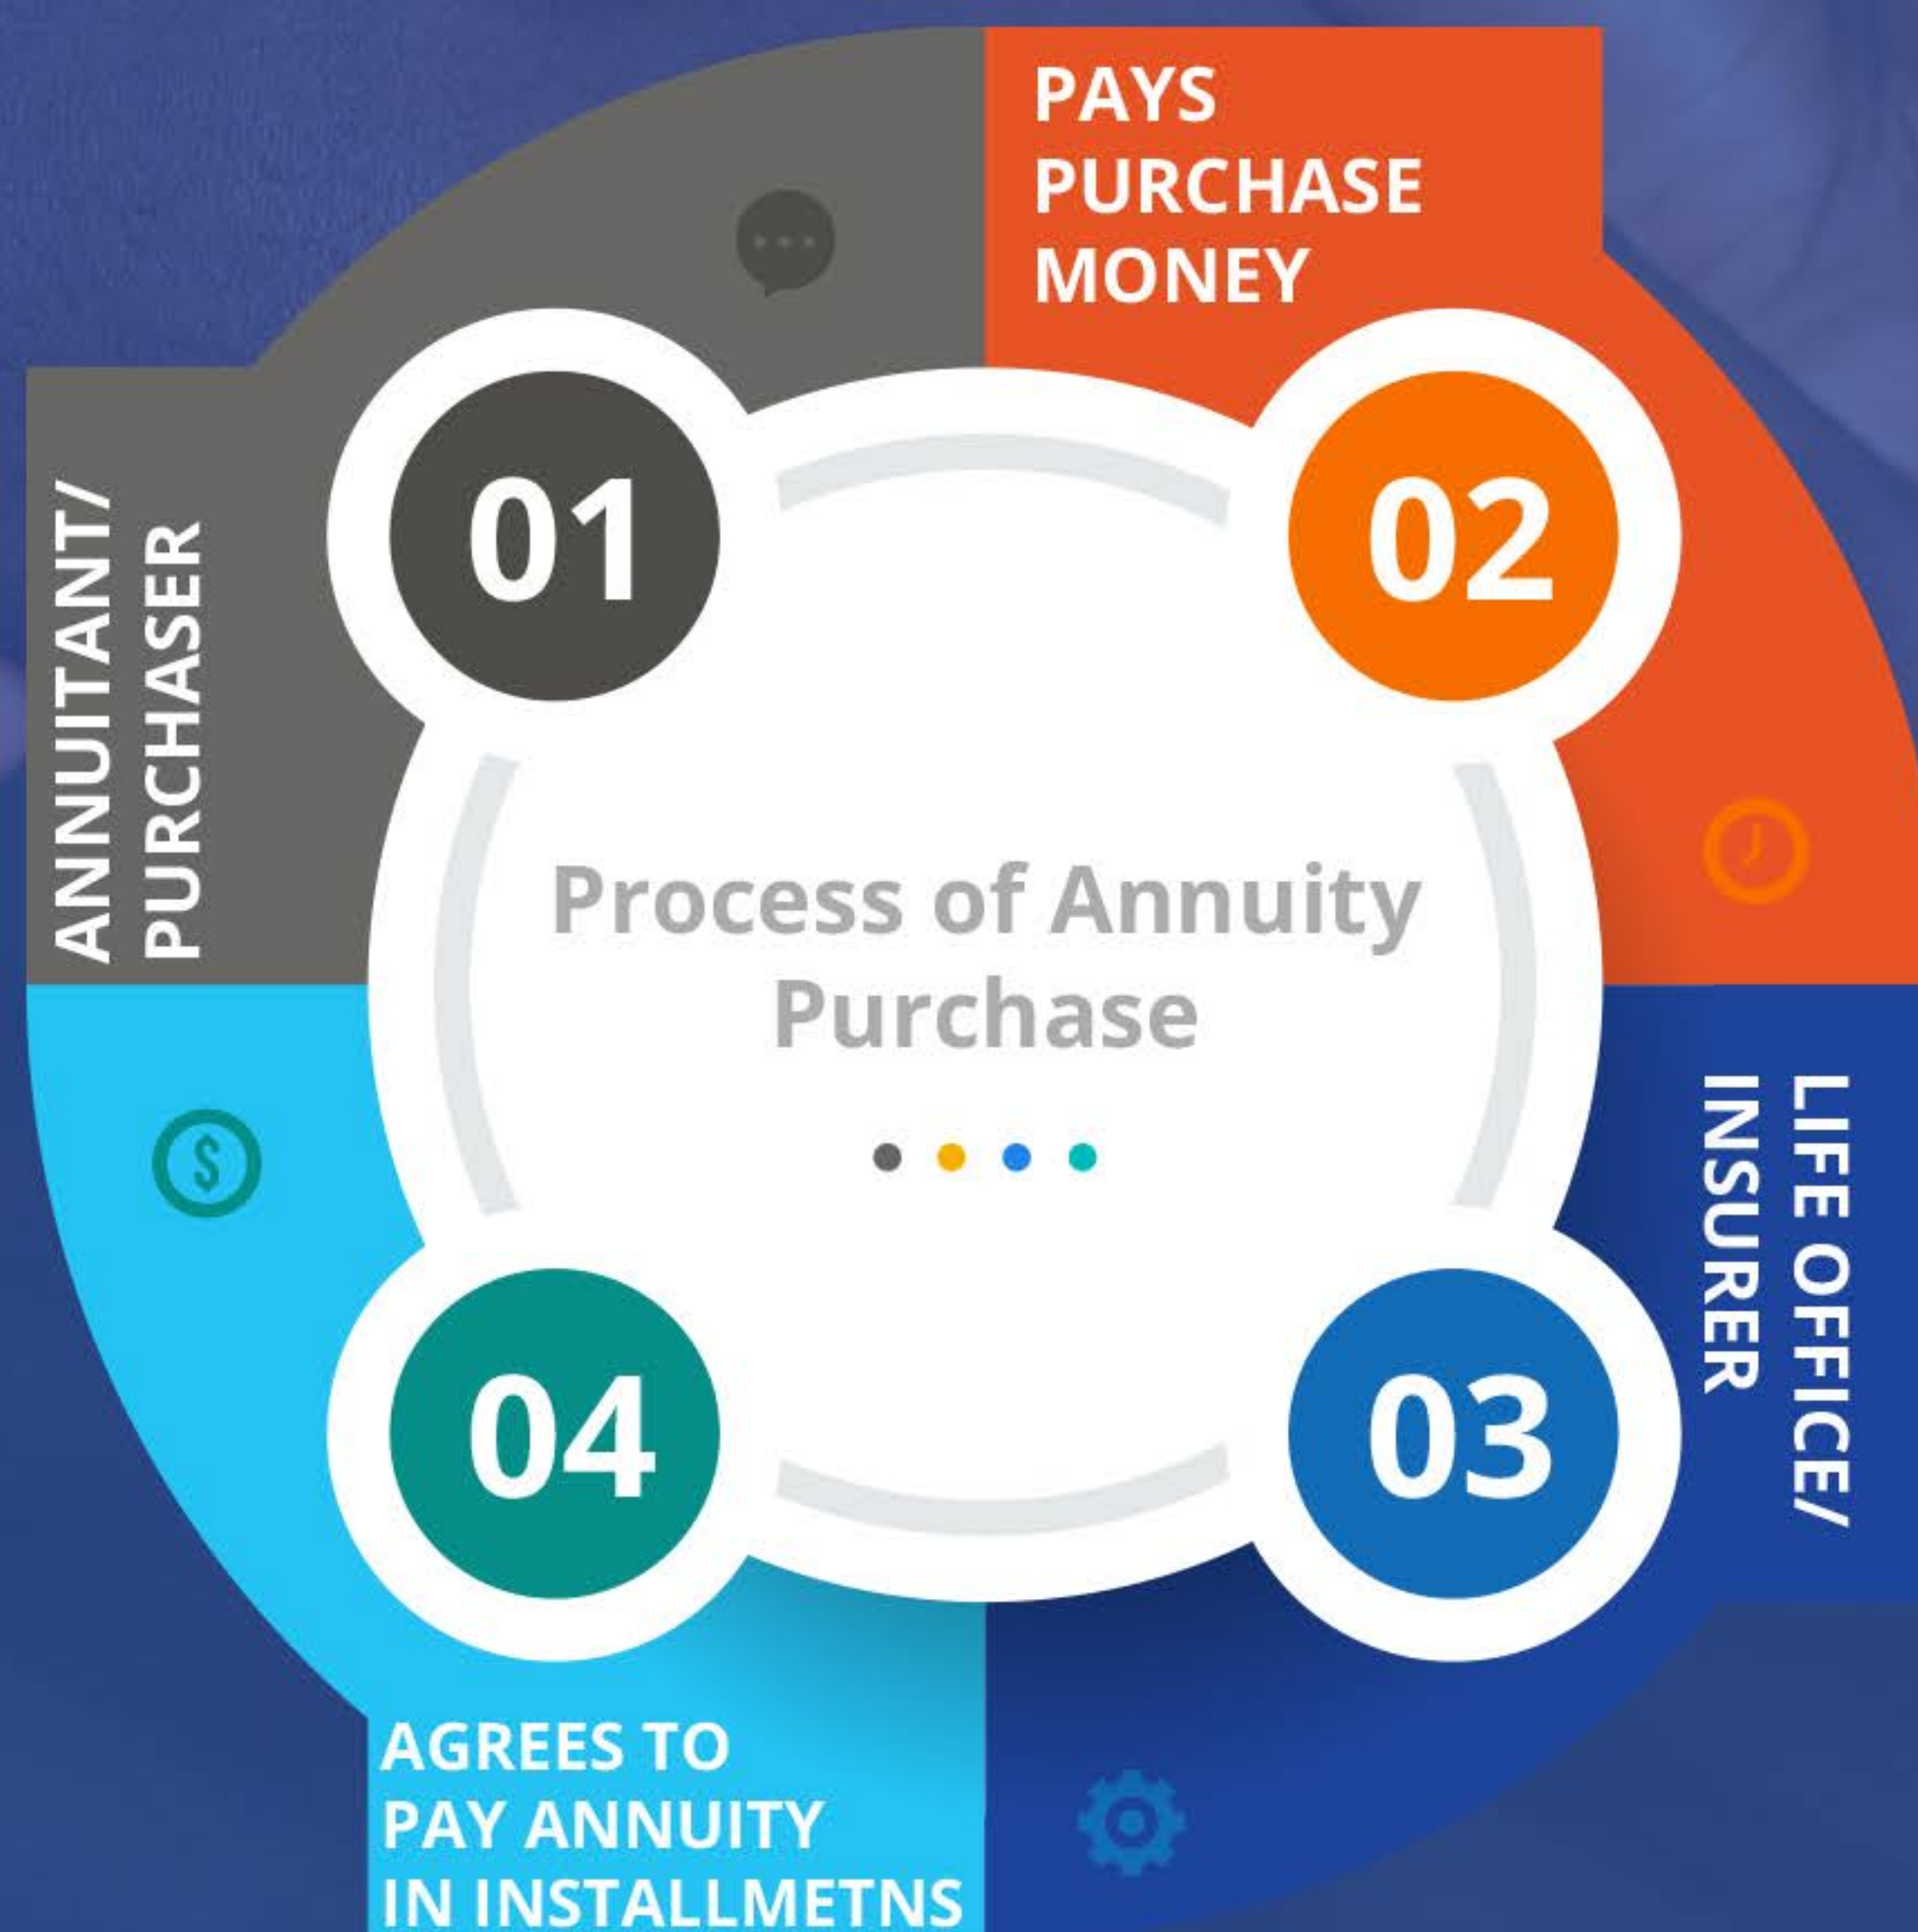 01
ANNUITANT/
PURCHASER
02
PAYS
PURCHASE
MONEY
03
LIFE OFFICE/
INSURER
04
AGREES TO
PAY ANNUITY
IN INSTALLMETNS
Process of Annuity
Purchase